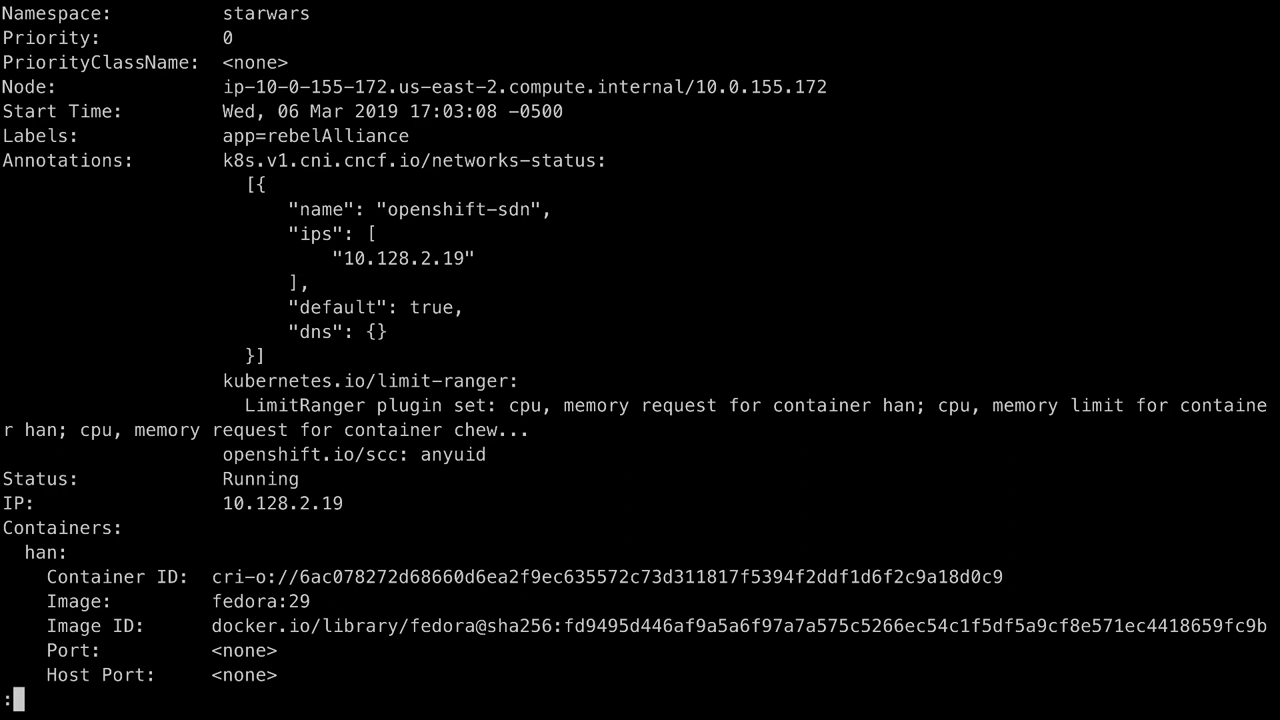 Namespace:          starwars
Priority:           0
PriorityClassName:  <none>
Node:               ip-10-0-155-172.us-east-2.compute.internal/10.0.155.172
Start Time:         Wed, 06 Mar 2019 17:03:08 -0500
Labels:             app=rebelAlliance
Annotations:        k8s.v1.cni.cncf.io/networks-status:
                      [{
                          "name": "openshift-sdn",
                          "ips": [
                              "10.128.2.19"
                          ],
                          "default": true,
                          "dns": {}
                      }]
                    kubernetes.io/limit-ranger:
                      LimitRanger plugin set: cpu, memory request for container han; cpu, memory limit for containe
r han; cpu, memory request for container chew...
                    openshift.io/scc: anyuid
Status:             Running
IP:                 10.128.2.19
Containers:
  han:
    Container ID:  cri-o://6ac078272d68660d6ea2f9ec635572c73d311817f5394f2ddf1d6f2c9a18d0c9
    Image:         fedora:29
    Image ID:      docker.io/library/fedora@sha256:fd9495d446af9a5a6f97a7a575c5266ec54c1f5df5a9cf8e571ec4418659fc9b
    Port:          <none>
    Host Port:     <none>
: